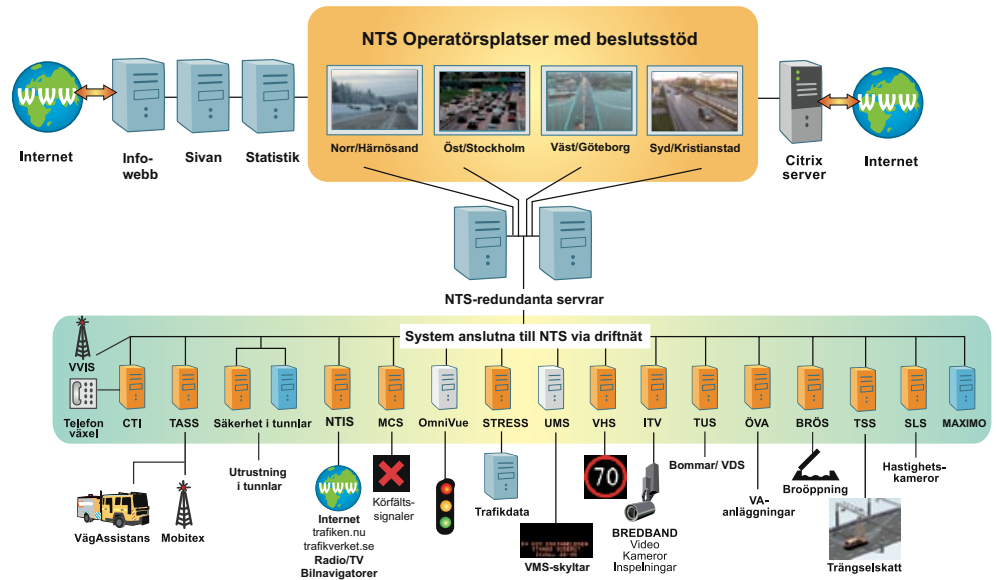 NTS Operatörsplatser med beslutsstöd
www
www
Norr/Härnösand
Öst/Stockholm
Väst/Göteborg
Syd/Kristianstad
Internet
Info-
webb
Sivan
Statistik
Citrix
server
Internet
NTS-redundanta servrar
System anslutna till NTS via driftnät
VVIS
Telefon
växel
CTI
TASS
Säkerhet i tunnlar
NTIS
MCS
OmniVue
STRESS
UMS
VHS
ITV
TUS
ÖVA
BRÖS
TSS
SLS
MAXIMO
Utrustning
i tunnlar
www
Körfälts-
signaler
Trafikdata
70
Bommar/ VDS
VA-
anläggningar
Broöppning
Hastighets-
kameror
VägAssistans
Mobitex
Internet
trafiken.nu
trafikverket.se
Radio/TV
Bilnavigatorer
VMS-skyltar
BREDBAND
Video
Kameror
Inspelningar
Trängselskatt